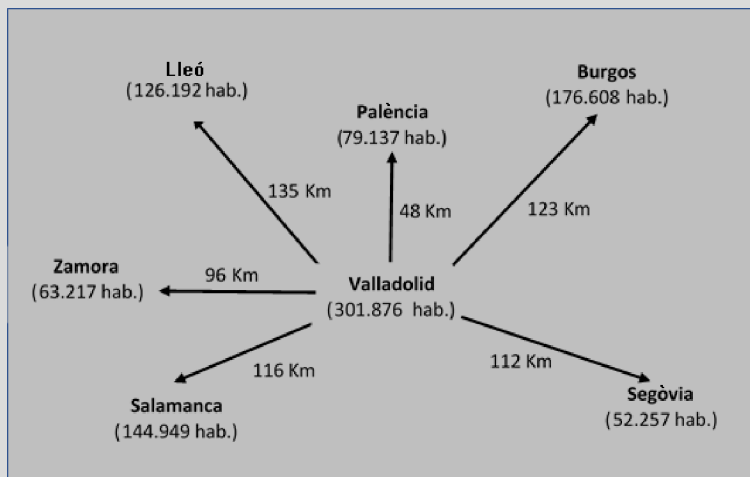 Lleó
(126.192 hab.)
Burgos
(176.608 hab.)
Palència
(79.137 hab.)
135 Km
48 Km
123 Km
Zamora
(63.217 hab.)
96 Km
Valladolid
(301.876 hab.)
116 Km
112 Km
Salamanca
(144.949 hab.)
Segòvia
(52.257 hab.)